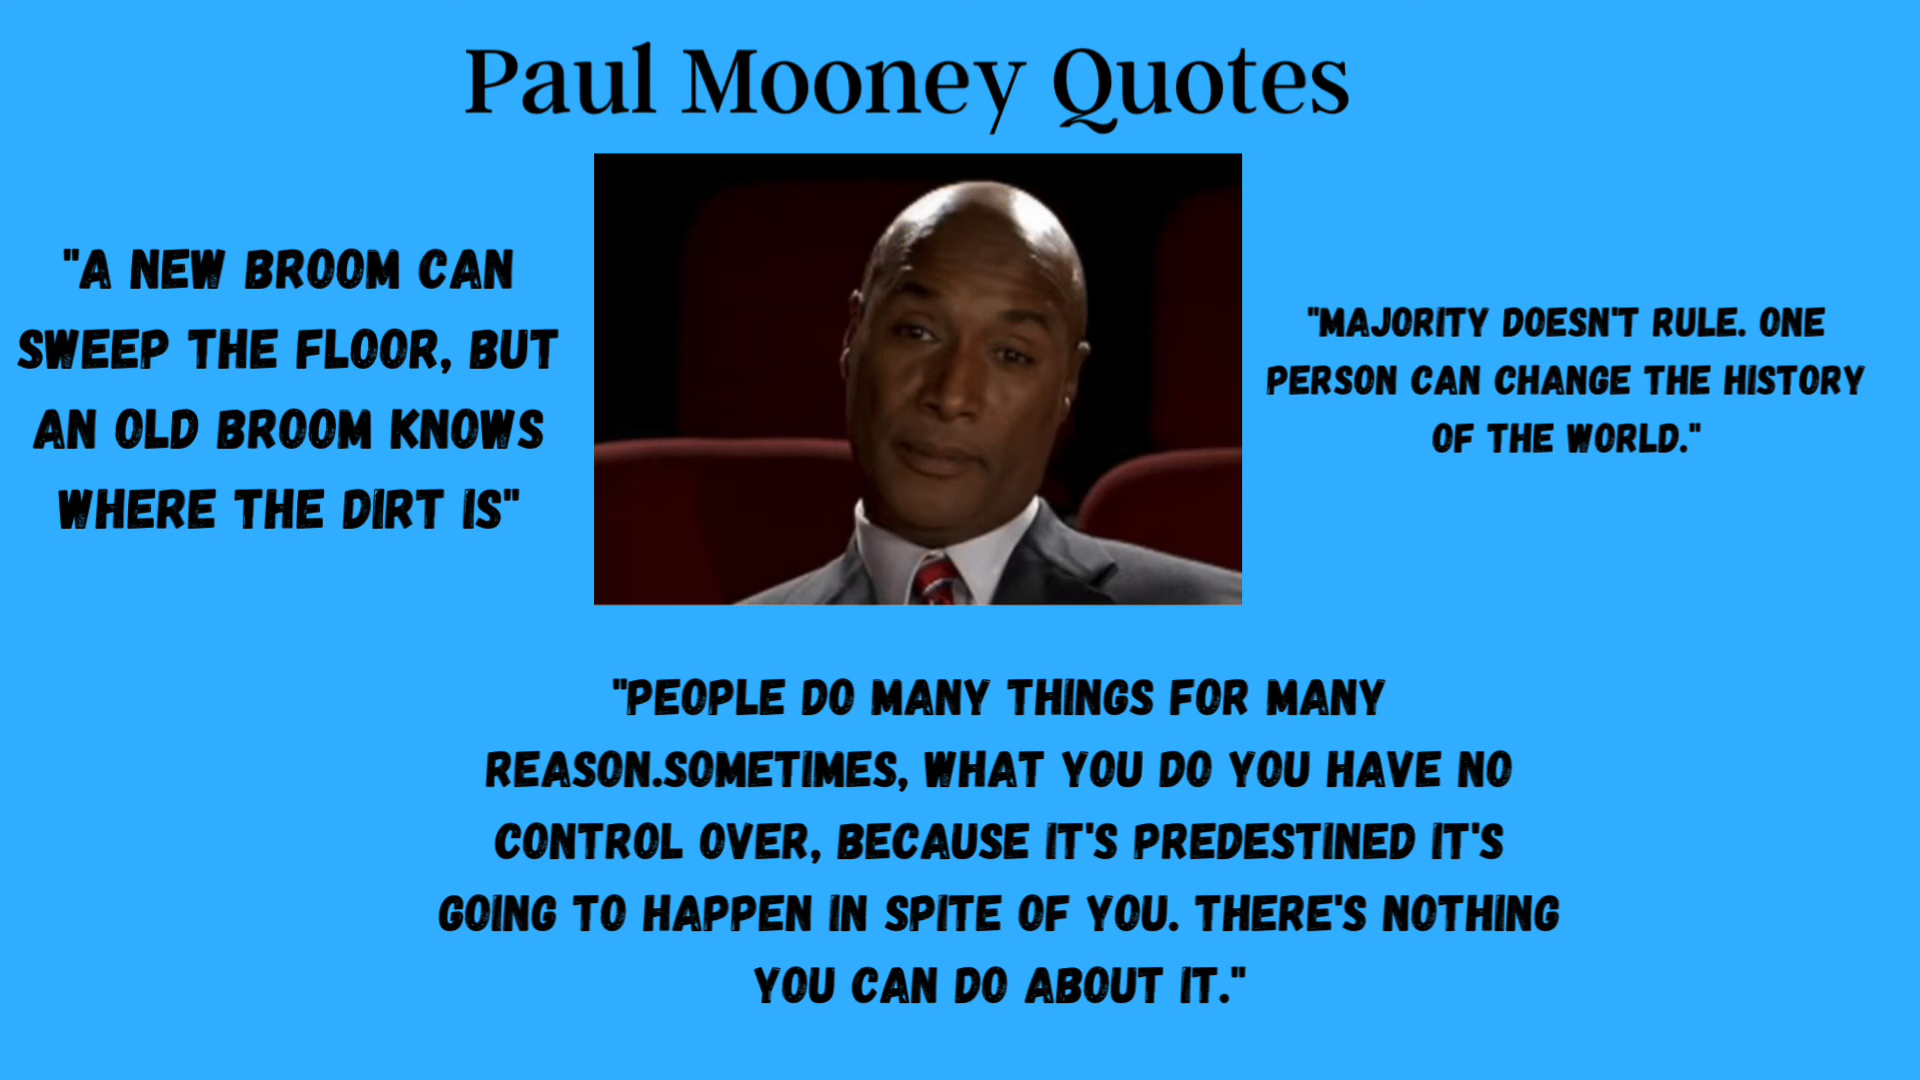 Paul Mooney Quotes
"A NEW BROOM CAN
SWEEP THE FLOOR, BUT
AN OLD BROOM KNOWS
WHERE THE DIRT IS"
"MAJORITY DOESN'T RULE. ONE
PERSON CAN CHANGE THE HISTORY
OF THE WORLD."
"PEOPLE DO MANY THINGS FOR MANY
REASON.SOMETIMES, WHAT YOU DO YOU HAVE NO
CONTROL OVER, BECAUSE IT'S PREDESTINED IT'S
GOING TO HAPPEN IN SPITE OF YOU. THERE'S NOTHING
YOU CAN DO ABOUT IT."